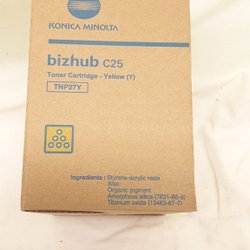 KONICA MINOLTA
bizhub C25
Toner Cartridge - Yellow (Y)
TNP27Y
Ingredients : Styrene-acrylic resin
Wax
Organic pigment
Amorphous silica (7631-86-9)
Titanium oxide (13463-67-7)